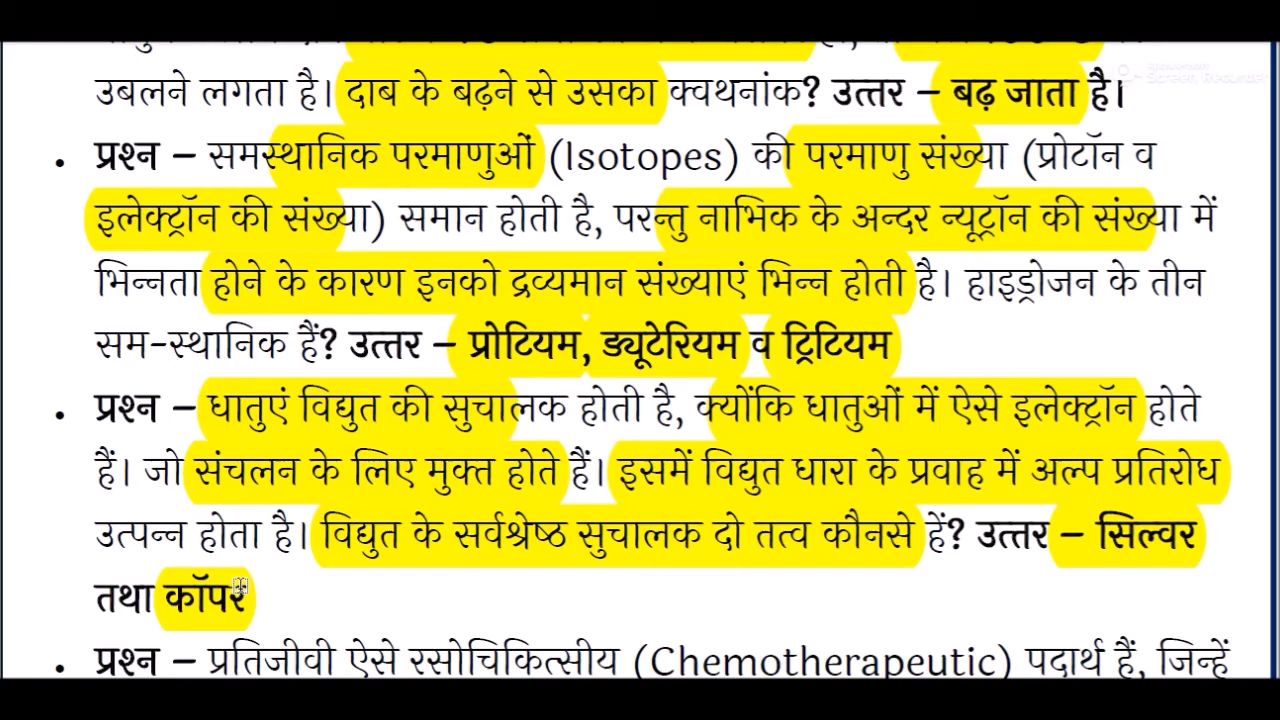 उबलने लगता है। दाब के बढ़ने से उसका क्वथनांक? उत्तर – बढ़ जाता है।
Screen Recorder
• प्रश्न – समस्थानिक परमाणुओं (Isotopes) की परमाणु संख्या (प्रोटॉन व
इलेक्ट्रॉन की संख्या) समान होती है, परन्तु नाभिक के अन्दर न्यूट्रॉन की संख्या में
भिन्नता होने के कारण इनको द्रव्यमान संख्याएं भिन्न होती है। हाइड्रोजन के तीन
सम-स्थानिक हैं? उत्तर – प्रोटियम, ड्यूटेरियम व ट्रिटियम
• प्रश्न – धातुएं विद्युत की सुचालक होती है, क्योंकि धातुओं में ऐसे इलेक्ट्रॉन होते
हैं। जो संचलन के लिए मुक्त होते हैं। इसमें विद्युत धारा के प्रवाह में अल्प प्रतिरोध
उत्पन्न होता है। विद्युत के सर्वश्रेष्ठ सुचालक दो तत्व कौनसे हें? उत्तर – सिल्वर
तथा कॉपर
• प्रश्न – प्रतिजीवी ऐसे रसोचिकित्सीय (Chemotherapeutic) पदार्थ हैं, जिन्हें